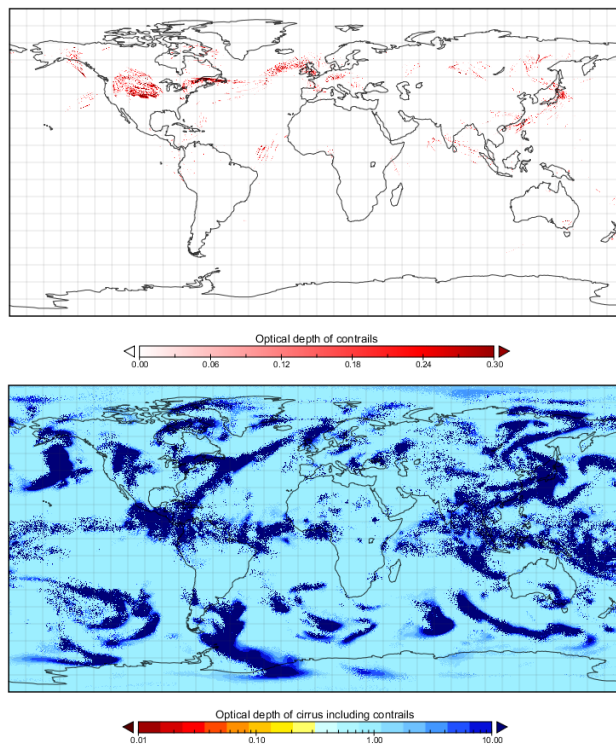 Optical depth of contrails
0.00 0.06 0.12 0.18 0.24 0.30
Optical depth of cirrus including contrails
0.01 0.10 1.00 10.00